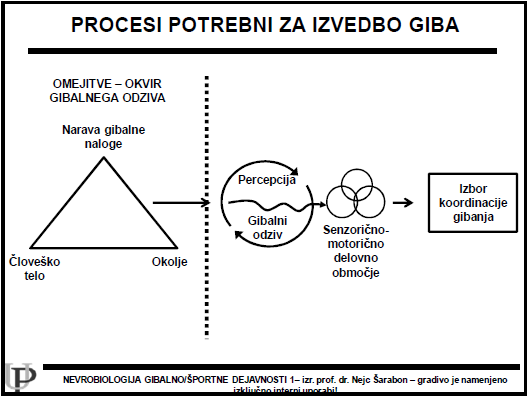 PROCESI POTREBNI ZA IZVEDBO GIBA
OMEJITVE – OKVIR
GIBALNEGA ODZIVA
Narava gibalne
naloge
Človeško
telo
Okolje
Percepcija
Gibalni
odziv
Senzorično-
motorično
delovno
območje
Izbor
koordinacije
gibanja
UP
NEVROBIOLOGIJA GIBALNO/ŠPORTNE DEJAVNOSTI 1– izr. prof. dr. Nejc Šarabon – gradivo je namenjeno
izključno interni uporabi!